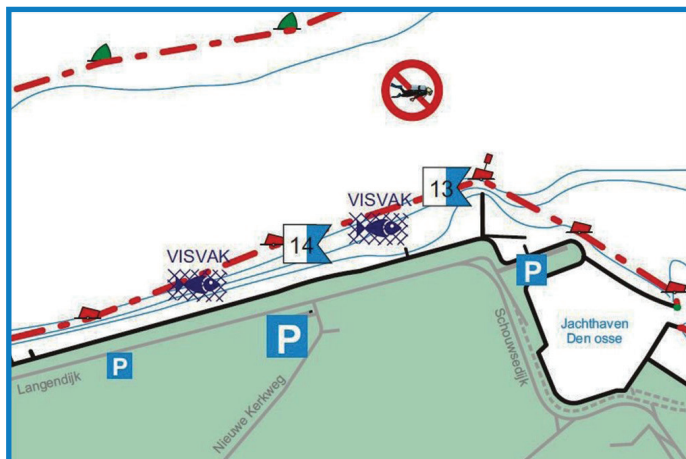 13
VISVAK
14
VISVAK
P
Jachthaven
Den osse
P
P
Langendijk
Nieuwe Kerkweg
Schouwsedijk